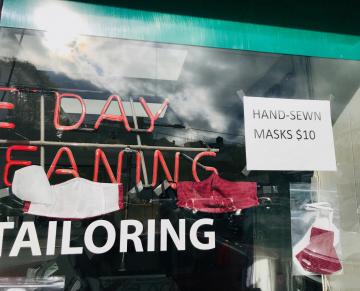 E DAY
EANING
TAILORING
HAND-SEWN
MASKS $10